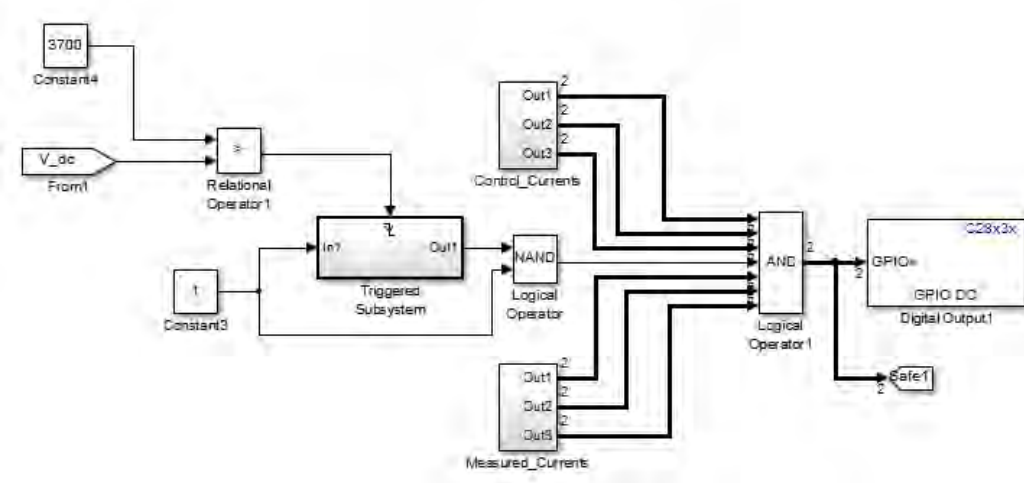 3700
Constant4
V_dc
From1
Relational
Operator1
In1
Out1
Triggered
Subsystem
1
Constant3
NAND
Logical
Operator
Out1
Out2
Out3
2
2
2
Control_Currents
Out1
Out2
Out3
2
2
2
Measured_Currents
AND
2
Logical
Operator1
C28x3x
2
GPIOx
GPIO DO
Digital Output1
Safe1
2